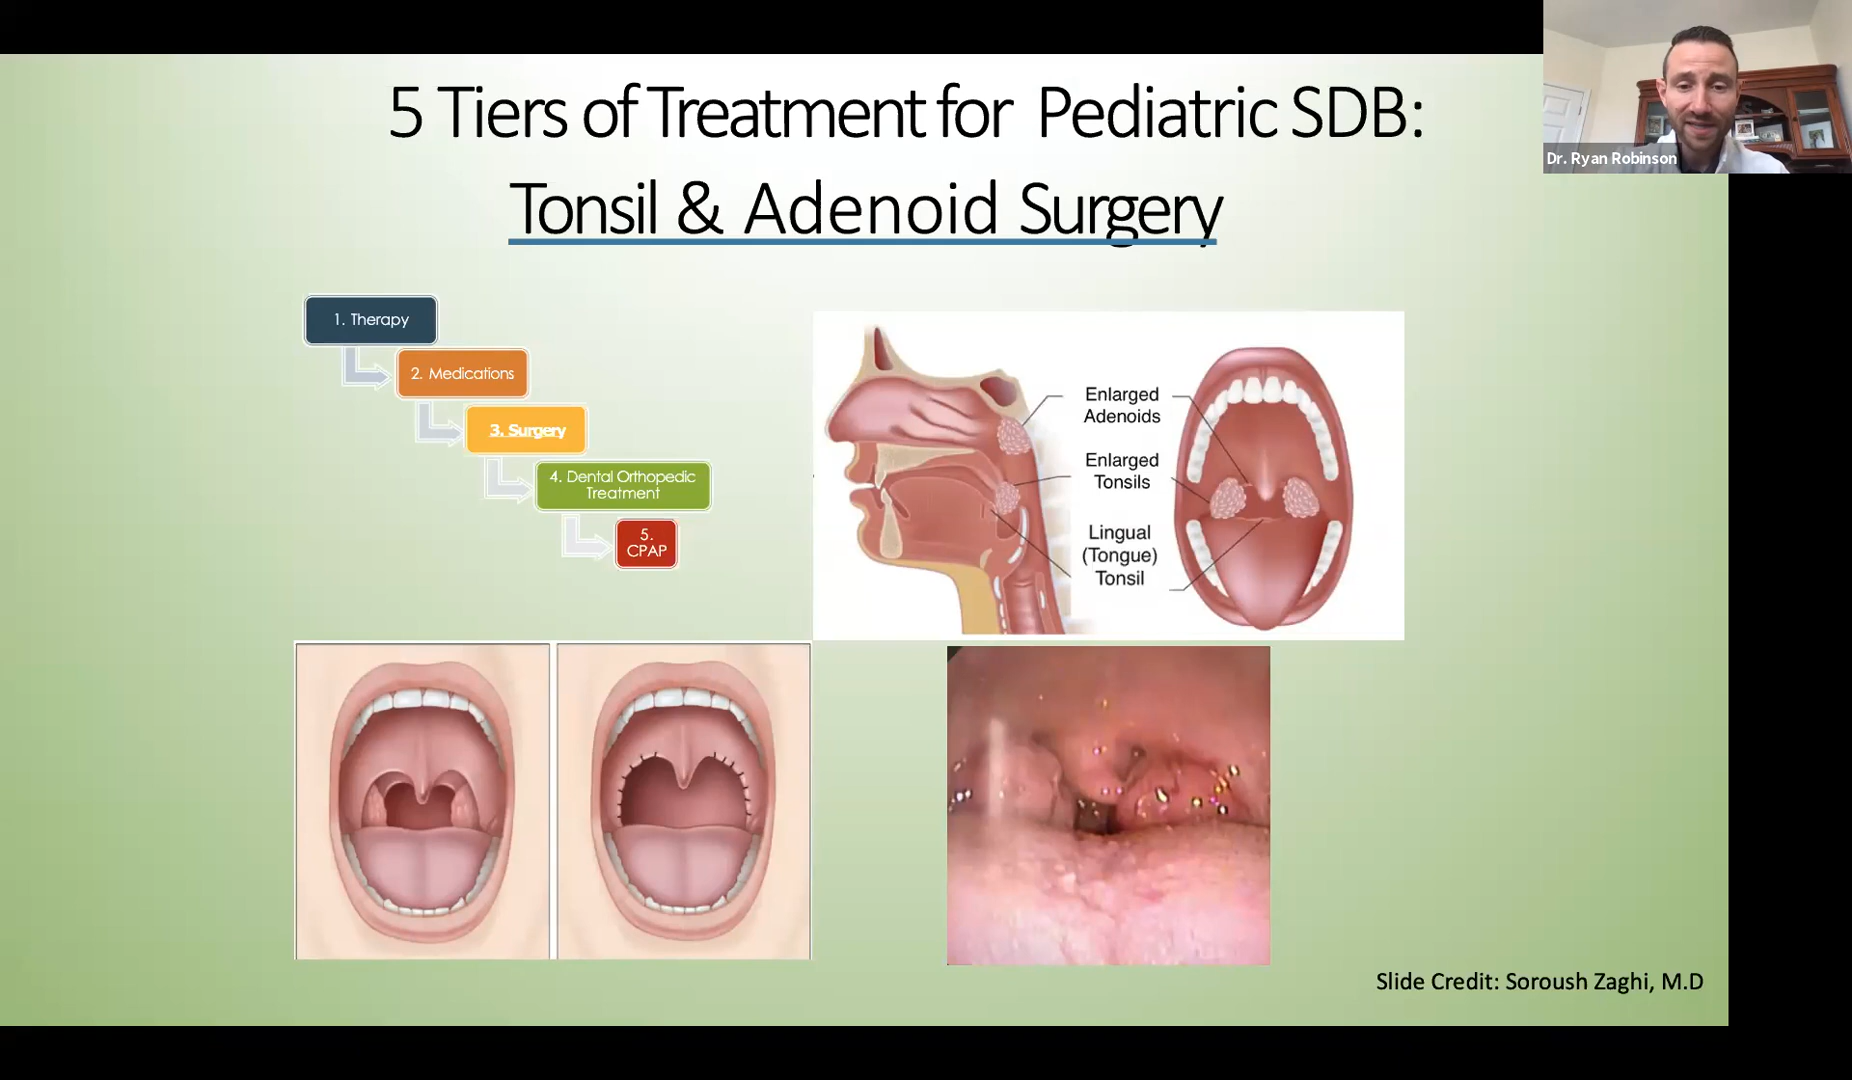 5 Tiers of Treatment for Pediatric SDB:
Tonsil & Adenoid Surgery
Dr. Ryan Robinson
1. Therapy
2. Medications
3. Surgery
4. Dental Orthopedic
Treatment
5.
CPAP
Enlarged
Adenoids
Enlarged
Tonsils
Lingual
(Tongue)
Tonsil
Slide Credit: Soroush Zaghi, M.D